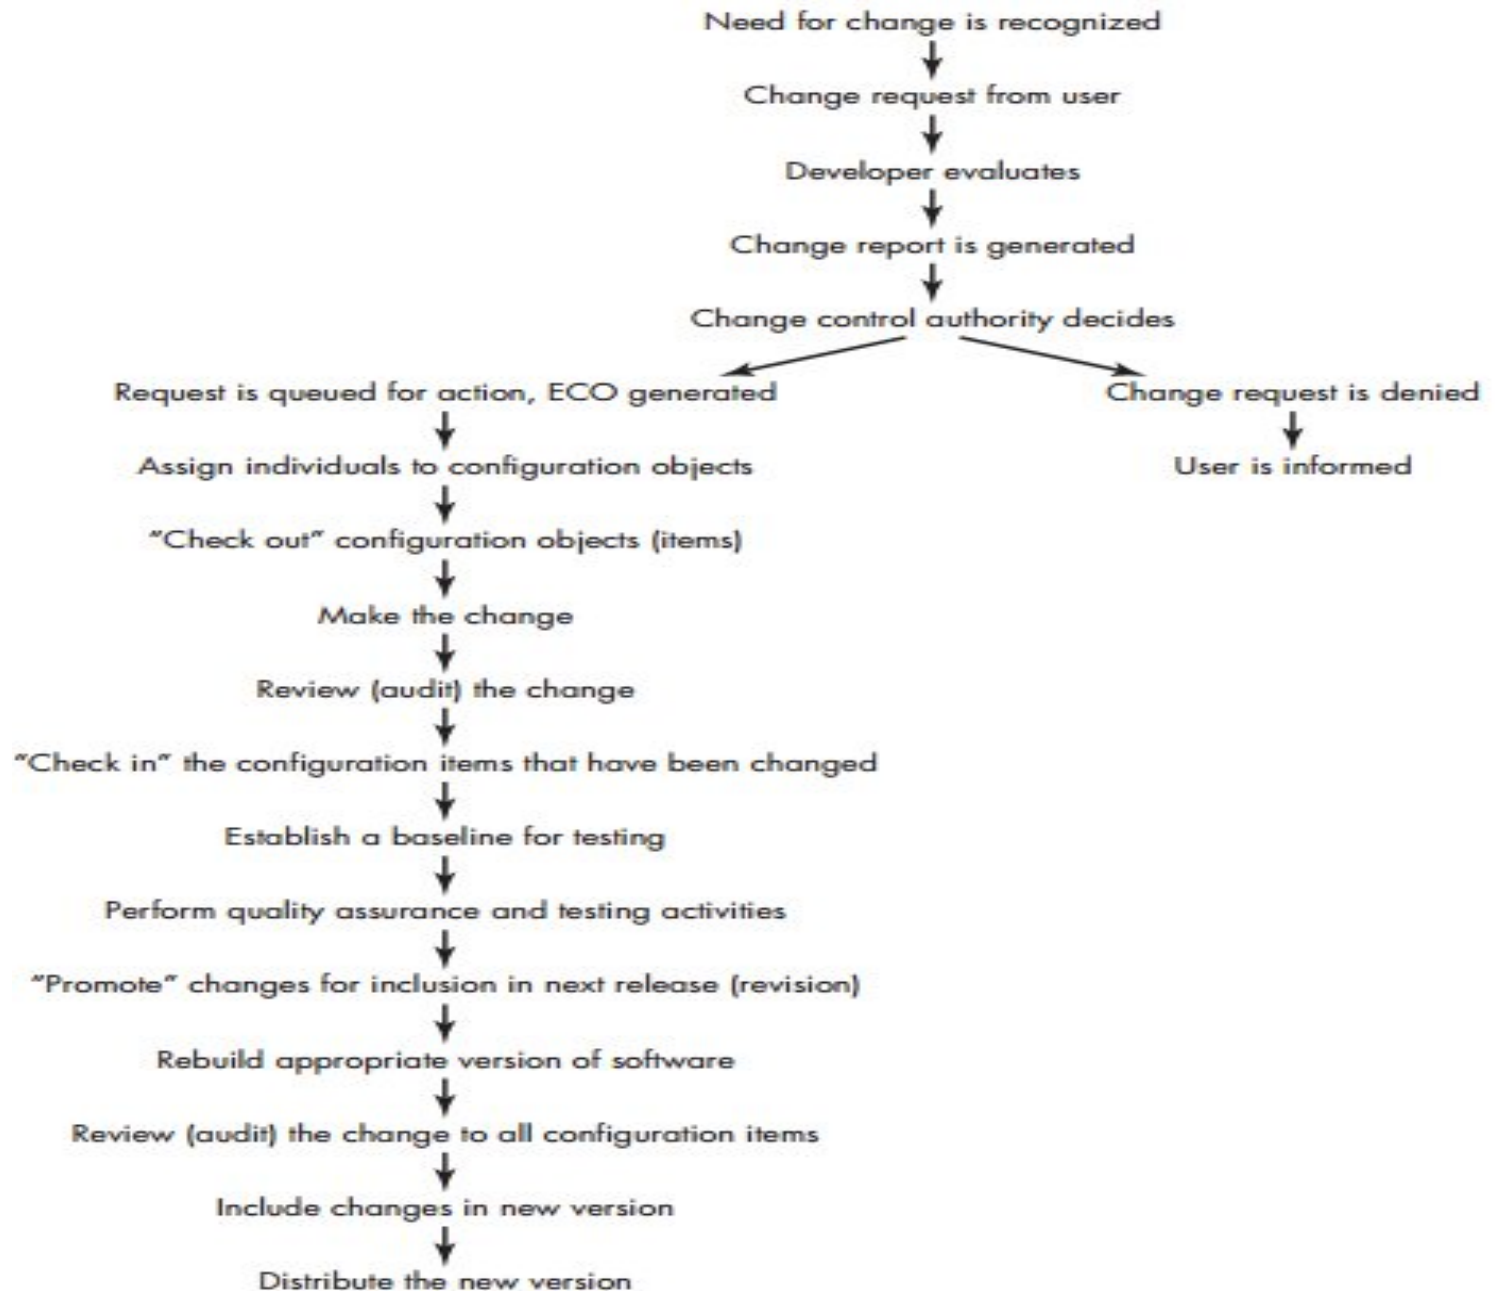 Need for change is recognized
Change request from user
Developer evaluates
Change report is generated
Change control authority decides
Request is queued for action, ECO generated
Change request is denied
Assign individuals to configuration objects
User is informed
“Check out” configuration objects (items)
Make the change
Review (audit) the change
“Check in” the configuration items that have been changed
Establish a baseline for testing
Perform quality assurance and testing activities
“Promote” changes for inclusion in next release (revision)
Rebuild appropriate version of software
Review (audit) the change to all configuration items
Include changes in new version
Distribute the new version